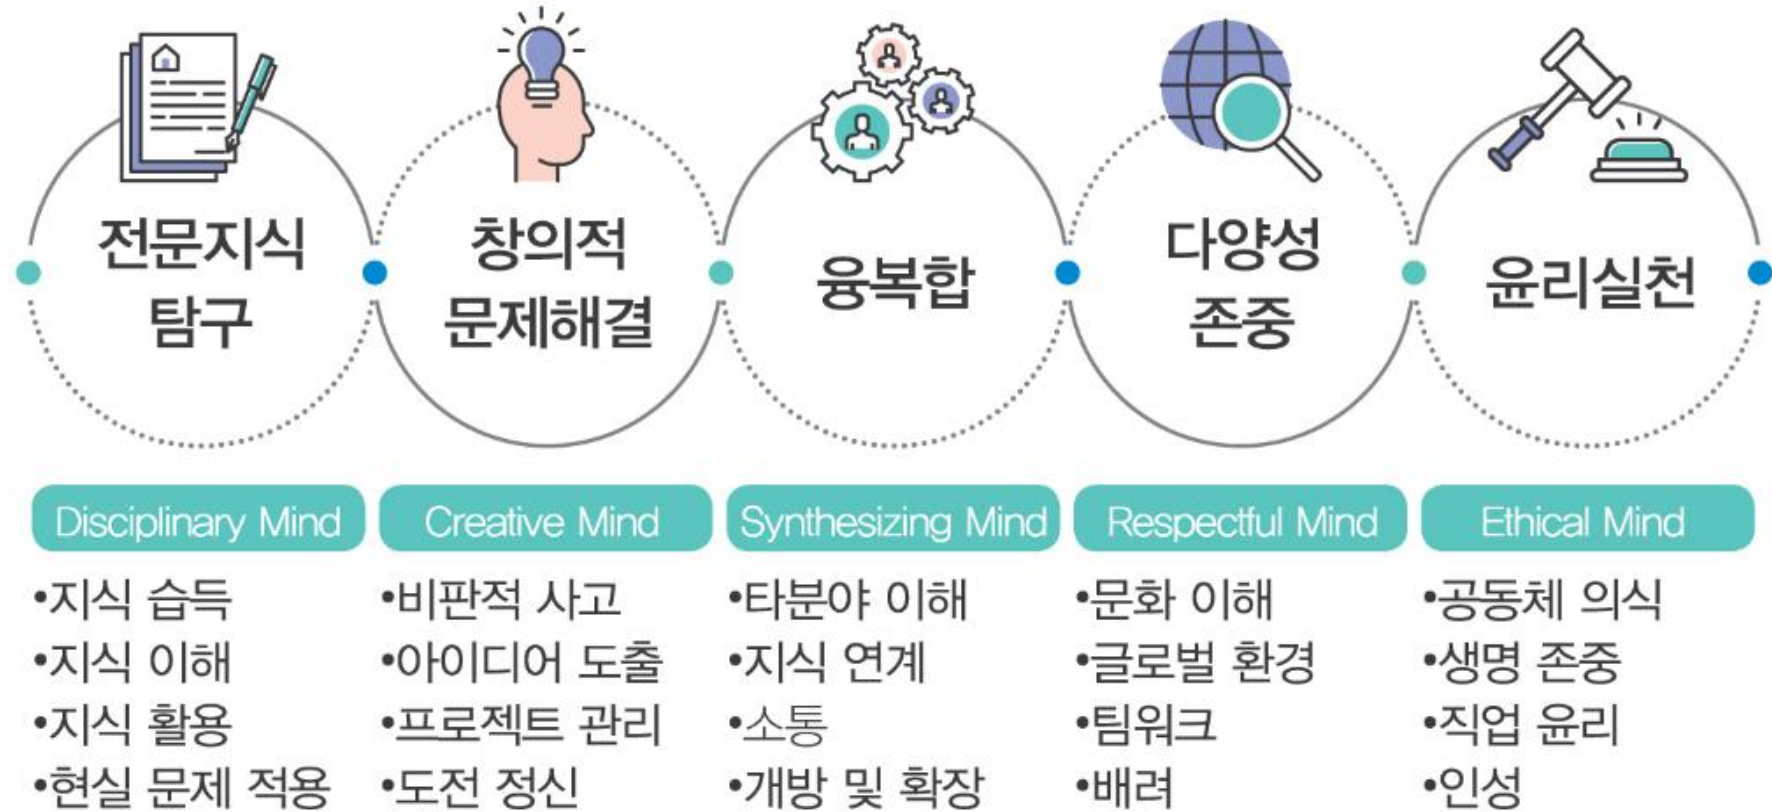 전문지식
탐구
창의적
문제해결
융복합
다양성
존중
윤리실천
Disciplinary Mind
•지식 습득
•지식 이해
•지식 활용
•현실 문제 적용
Creative Mind
•비판적 사고
•아이디어 도출
•프로젝트 관리
•도전 정신
Synthesizing Mind
•타분야 이해
•지식 연계
•소통
•개방 및 확장
Respectful Mind
•문화 이해
•글로벌 환경
•팀워크
•배려
Ethical Mind
•공동체 의식
•생명 존중
•직업 윤리
•인성